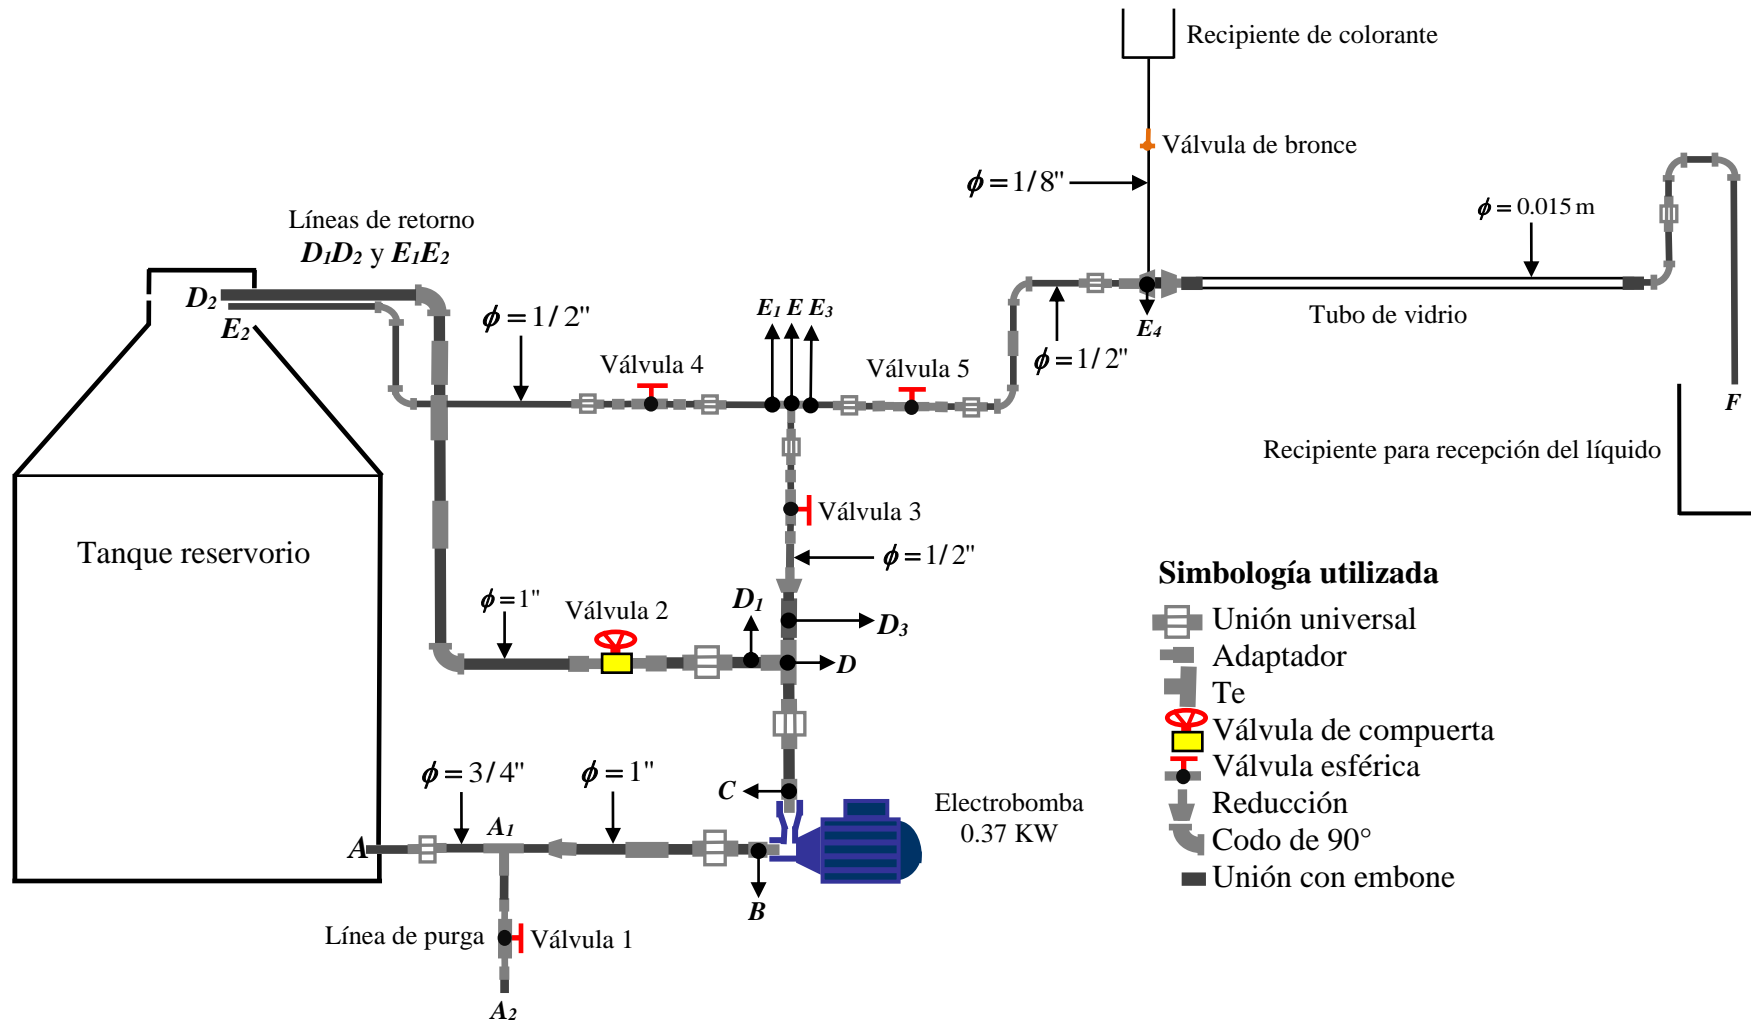 Recipiente de colorante
Válvula de bronce
ϕ = 1/8"
ϕ = 0.015 m
Líneas de retorno
D1D2 y E1E2
D2
E2
ϕ = 1/2"
E1 E E3
E4
Tubo de vidrio
ϕ = 1/2"
Válvula 4
Válvula 5
F
Recipiente para recepción del líquido
Válvula 3
Tanque reservorio
ϕ = 1/2"
Simbología utilizada
ϕ = 1"
Válvula 2
D1
D3
D
Unión universal
Adaptador
Te
Válvula de compuerta
Válvula esférica
Reducción
Codo de 90°
Unión con embone
ϕ = 3/4"
ϕ = 1"
C
Electrobomba
0.37 KW
A
A1
B
Línea de purga
Válvula 1
A2